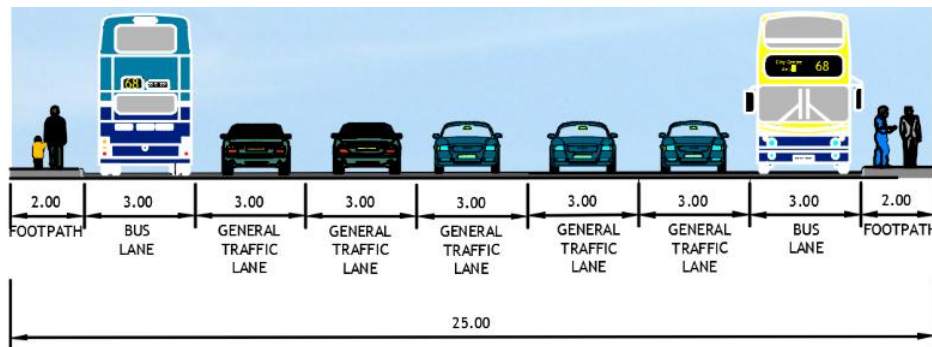 68
City Center
68
2.00
3.00
3.00
3.00
3.00
3.00
3.00
3.00
2.00
FOOTPATH
BUS
LANE
GENERAL
TRAFFIC
LANE
GENERAL
TRAFFIC
LANE
GENERAL
TRAFFIC
LANE
GENERAL
TRAFFIC
LANE
GENERAL
TRAFFIC
LANE
BUS
LANE
FOOTPATH
25.00